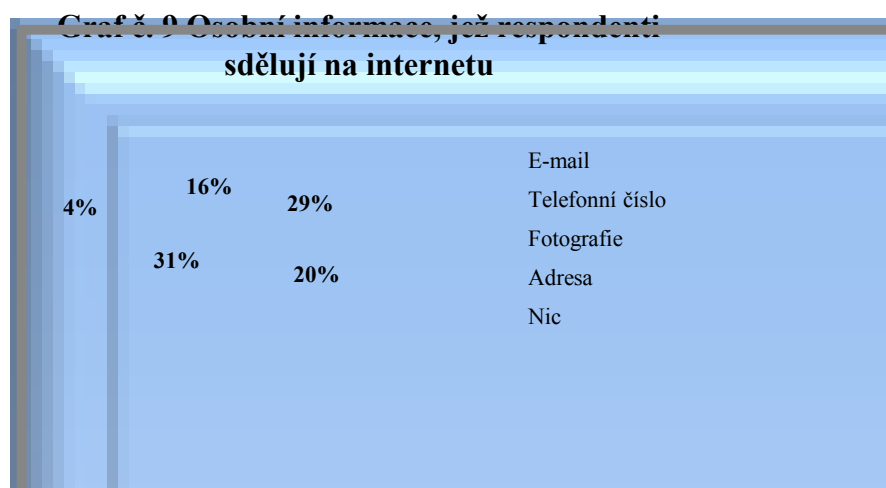 Graf č. 9 Osobní informace, jež respondenti
sdělují na internetu
16%
4%
29%
31%
20%
E-mail
Telefonní číslo
Fotografie
Adresa
Nic